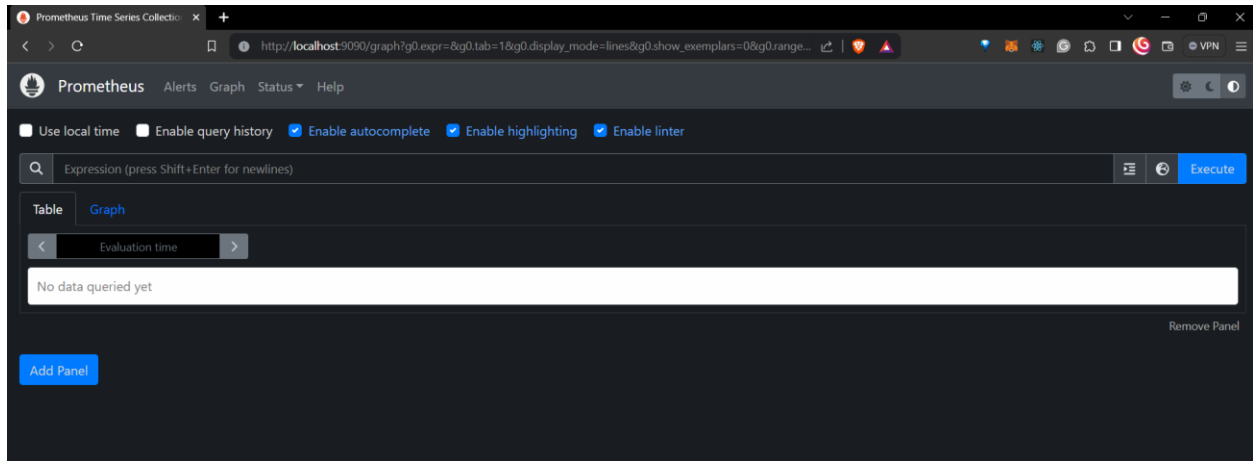 Prometheus Time Series Collectio
http://localhost:9090/graph?g0.expr=&g0.tab=1&g0.display_mode=lines&g0.show_exemplars=0&g0.range... VPN
Prometheus Alerts Graph Status Help
Use local time Enable query history Enable autocomplete Enable highlighting Enable linter
Expression (press Shift+Enter for newlines) Execute
Table Graph
Evaluation time
No data queried yet
Remove Panel
Add Panel